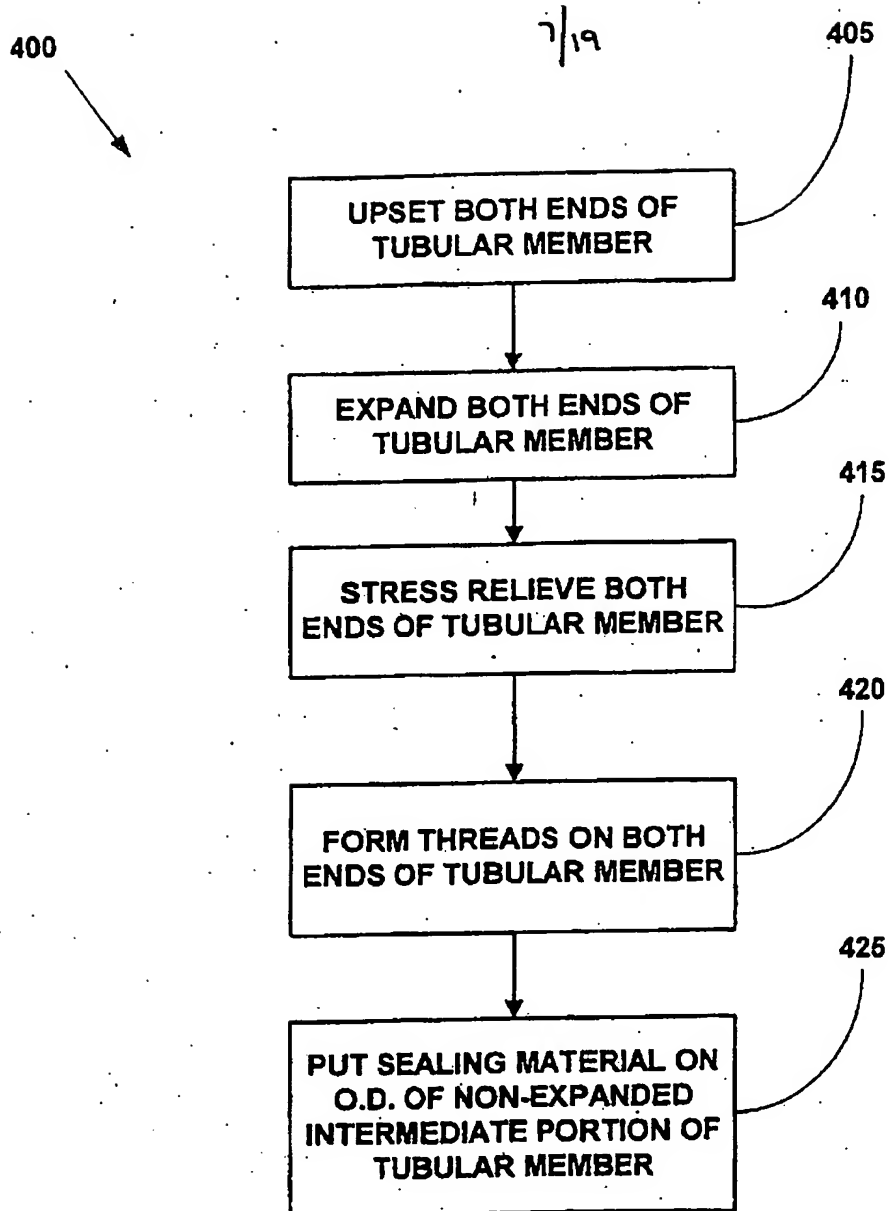 7/19
400
405
UPSET BOTH ENDS OF
TUBULAR MEMBER
410
EXPAND BOTH ENDS OF
TUBULAR MEMBER
415
STRESS RELIEVE BOTH
ENDS OF TUBULAR MEMBER
420
FORM THREADS ON BOTH
ENDS OF TUBULAR MEMBER
425
PUT SEALING MATERIAL ON
O.D. OF NON-EXPANDED
INTERMEDIATE PORTION OF
TUBULAR MEMBER